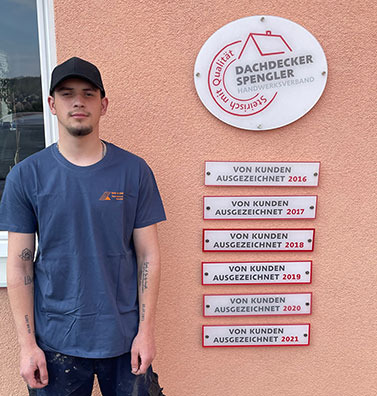 Steirisch mit Qualität
DACHDECKER
SPENGLER
HANDWERKSVERBAND
VON KUNDEN
AUSGEZEICHNET 2016
VON KUNDEN
AUSGEZEICHNET 2017
VON KUNDEN
AUSGEZEICHNET 2018
VON KUNDEN
AUSGEZEICHNET 2019
VON KUNDEN
AUSGEZEICHNET 2020
VON KUNDEN
AUSGEZEICHNET 2021